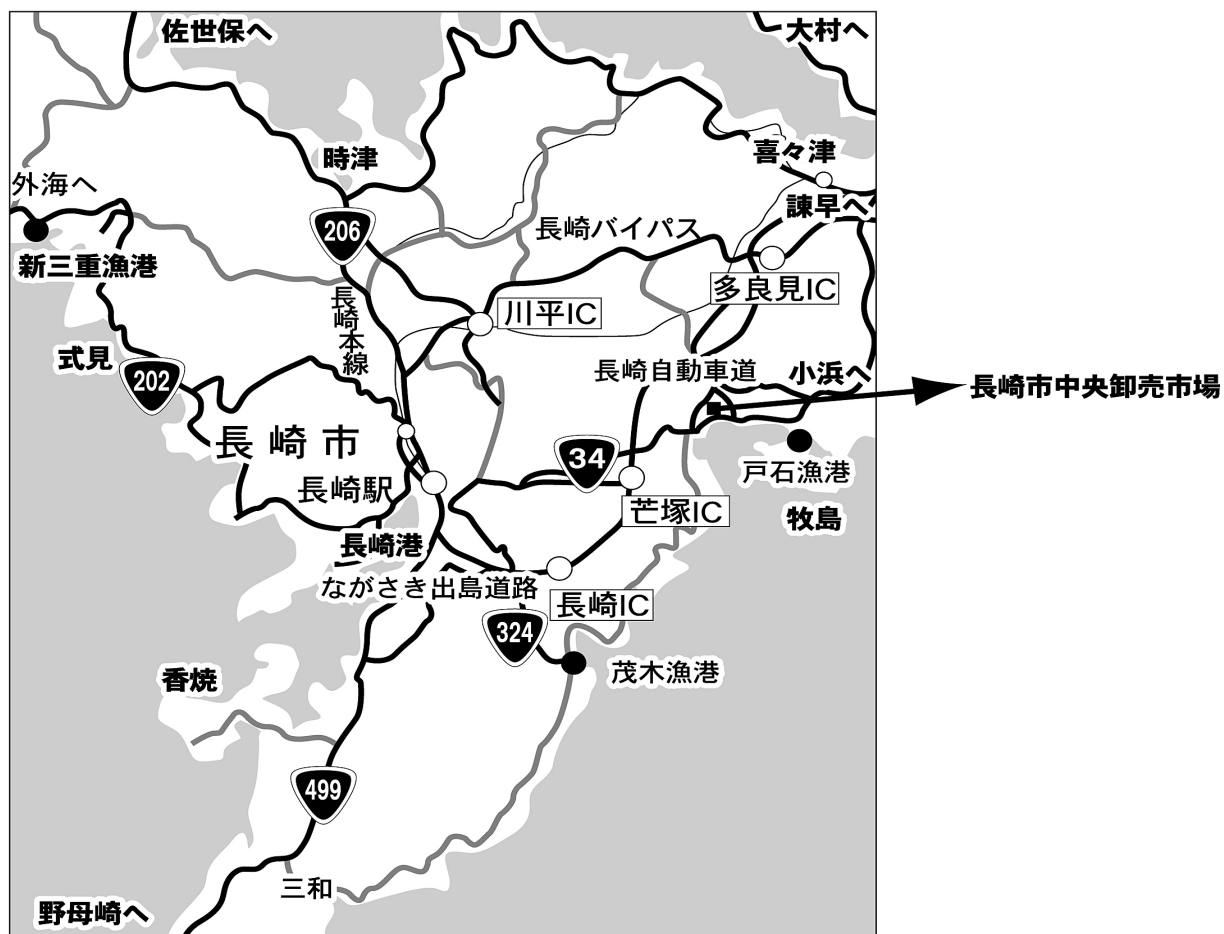 佐世保へ
大村へ
時津
喜々津
外海へ
諫早へ
206
長崎バイパス
新三重漁港
多良見IC
長崎本線
川平IC
式見
202
長崎自動車道
小浜へ
長崎市中央卸売市場
長崎市
34
戸石漁港
長崎駅
芒塚IC
牧島
長崎港
ながさき出島道路
長崎IC
324
茂木漁港
香焼
499
三和
野母崎へ